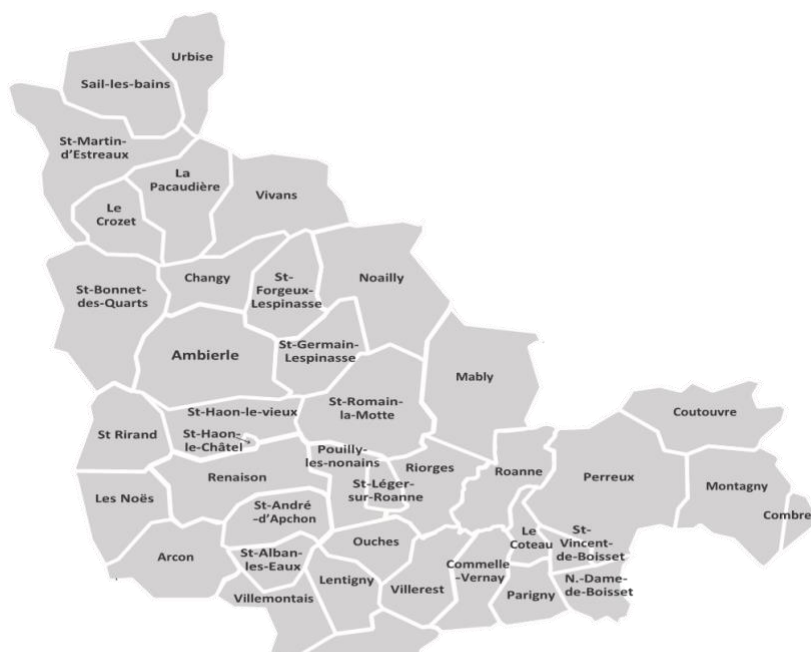 Urbise
Sail-les-bains
St-Martin-
d'Estreaux
La
Pacaudière
Vivans
Le
Crozet
Changy
St-
Forgeux-
Lespinasse
Noailly
St-Bonnet-
des-Quarts
Ambierle
St-Germain-
Lespinasse
Mably
St-Haon-le-vieux
St-Romain-
la-Motte
Coutouvre
St Rirand
St-Haon-
le-Châtel
Pouilly-
les-nonains
Riorges
Roanne
Perreux
Renaison
St-Léger-
sur-Roanne
Montagny
Les Noës
St-André
-d'Apchon
Combre
Arcon
St-Alban-
les-Eaux
Ouches
Le
Coteau
St-
Vincent-
de-Boisset
Lentigny
Villerest
Commelle
-Vernay
Parigny
N.-Dame-
de-Boisset
Villemontais